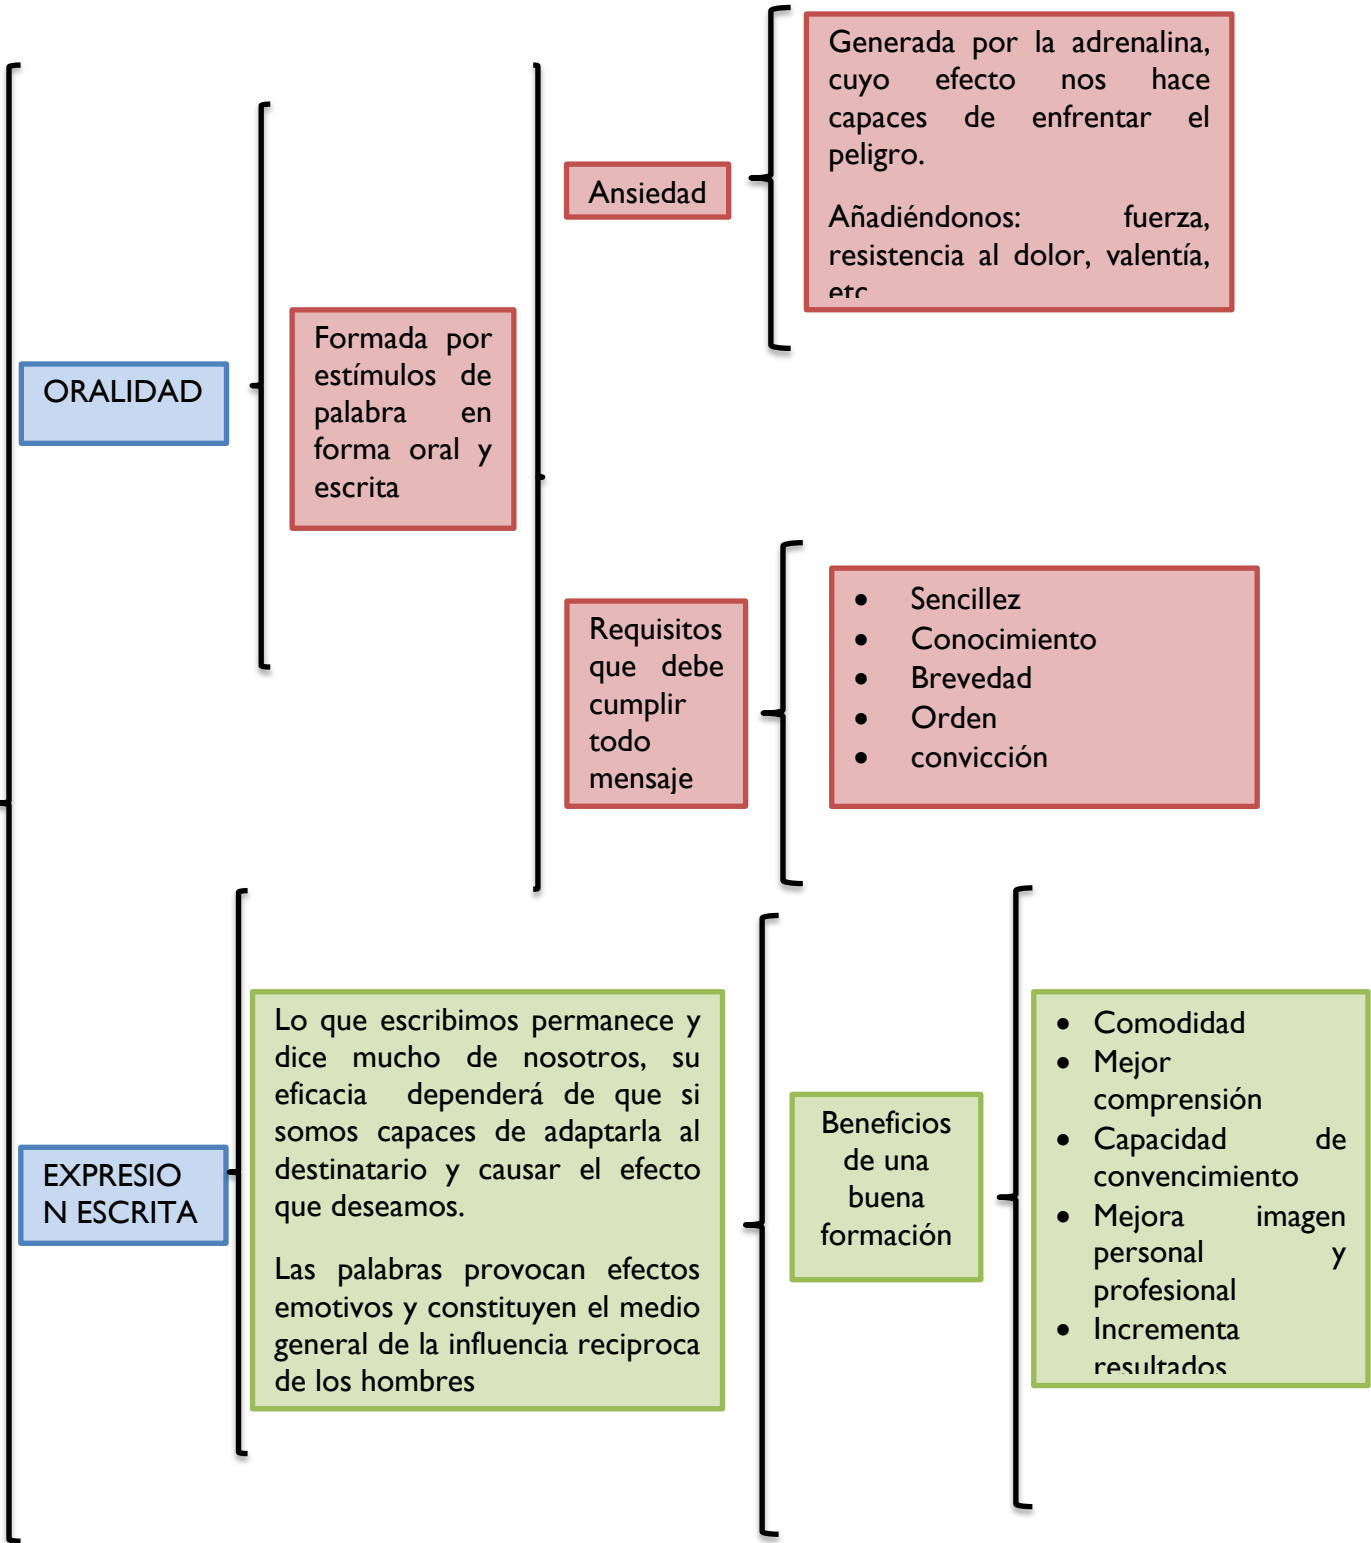 ORALIDAD
Formada por
estímulos de
palabra en
forma oral y
escrita
Ansiedad
Generada por la adrenalina,
cuyo efecto nos hace
capaces de enfrentar el
peligro.
Añadiéndonos: fuerza,
resistencia al dolor, valentía,
etc
Requisitos
que debe
cumplir
todo
mensaje
• Sencillez
• Conocimiento
• Brevedad
• Orden
• convicción
EXPRESIO
N ESCRITA
Lo que escribimos permanece y
dice mucho de nosotros, su
eficacia dependerá de que si
somos capaces de adaptarla al
destinatario y causar el efecto
que deseamos.
Las palabras provocan efectos
emotivos y constituyen el medio
general de la influencia reciproca
de los hombres
Beneficios
de una
buena
formación
• Comodidad
• Mejor
comprensión
• Capacidad de
convencimiento
• Mejora imagen
personal y
profesional
• Incrementa
resultados